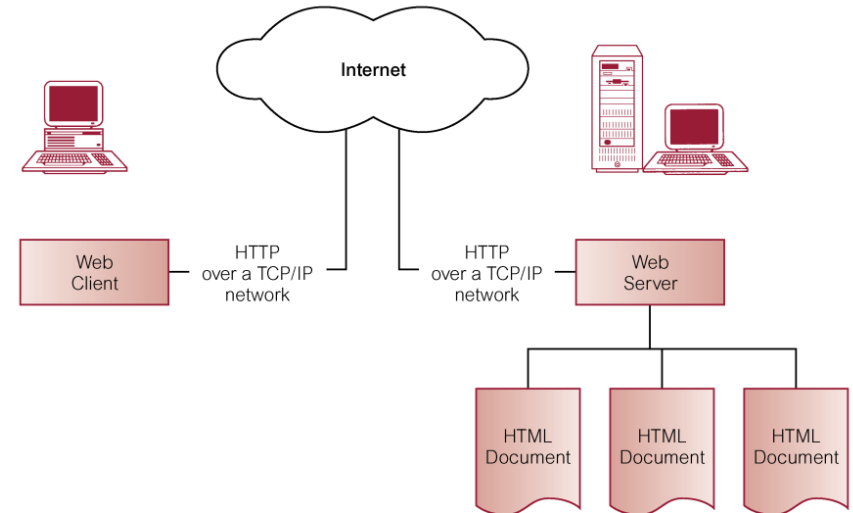 Internet
Web
Client
HTTP
over a TCP/IP
network
HTTP
over a TCP/IP
network
Web
Server
HTML
Document
HTML
Document
HTML
Document